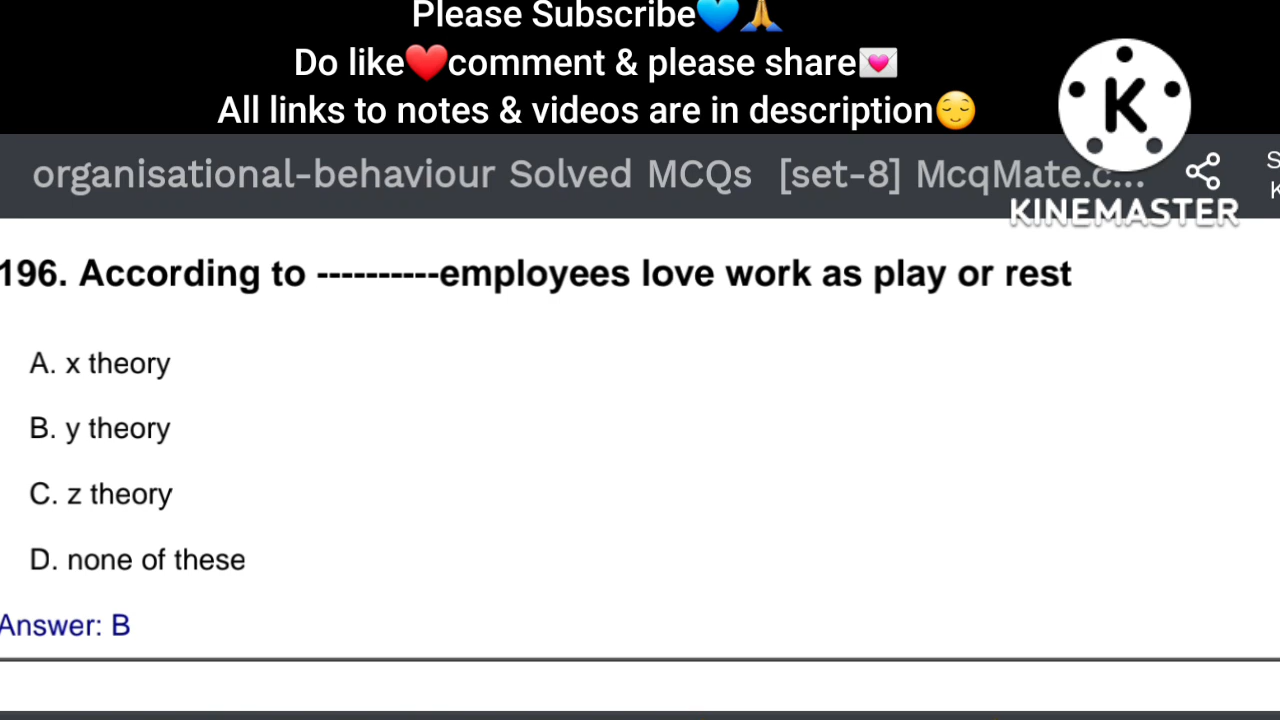 Please Subscribe💙🙏
Do like❤️comment & please share💌
All links to notes & videos are in description😌
K
organisational-behaviour Solved MCQs [set-8] McqMate.c...
KINEMASTER
196. According to ----------employees love work as play or rest
A. x theory
B. y theory
C. z theory
D. none of these
Answer: B